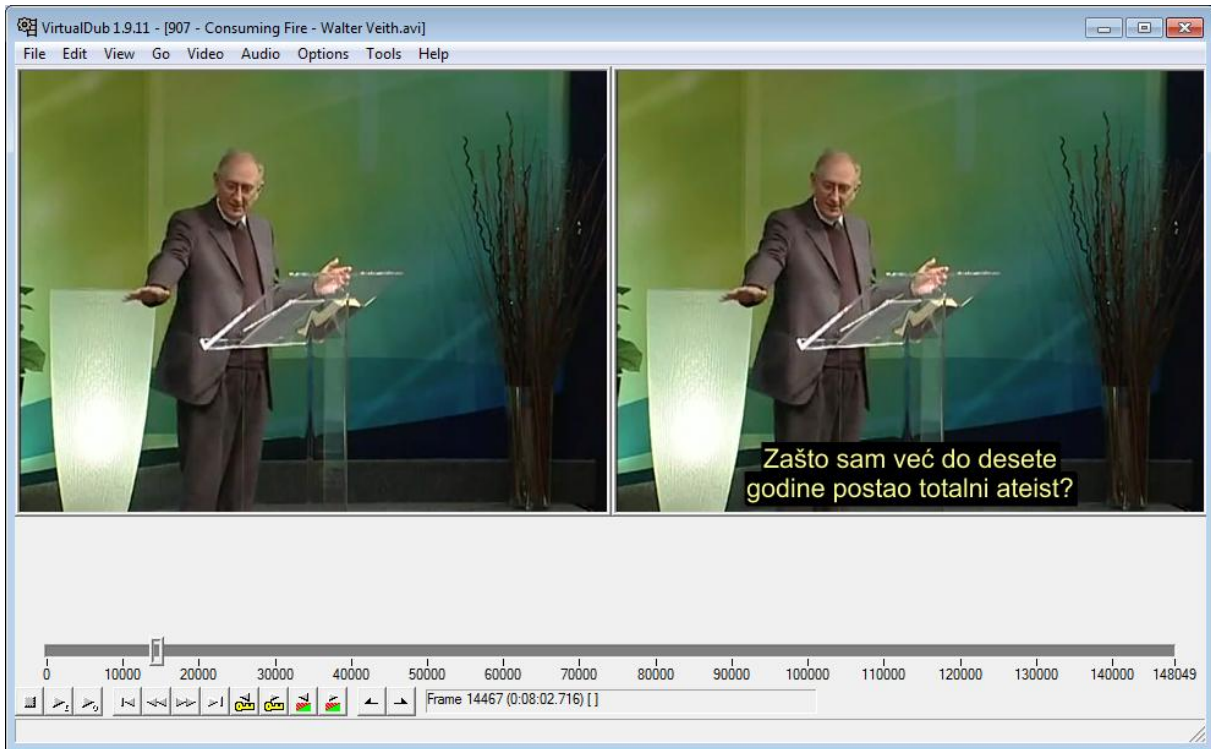 VirtualDub 1.9.11 - [907 - Consuming Fire - Walter Veith.avi]
File Edit View Go Video Audio Options Tools Help
Zašto sam već do desete
godine postao totalni ateist?
0 10000 20000 30000 40000 50000 60000 70000 80000 90000 100000 110000 120000 130000 140000 148049
Frame 14467 (0:08:02.716) [ ]